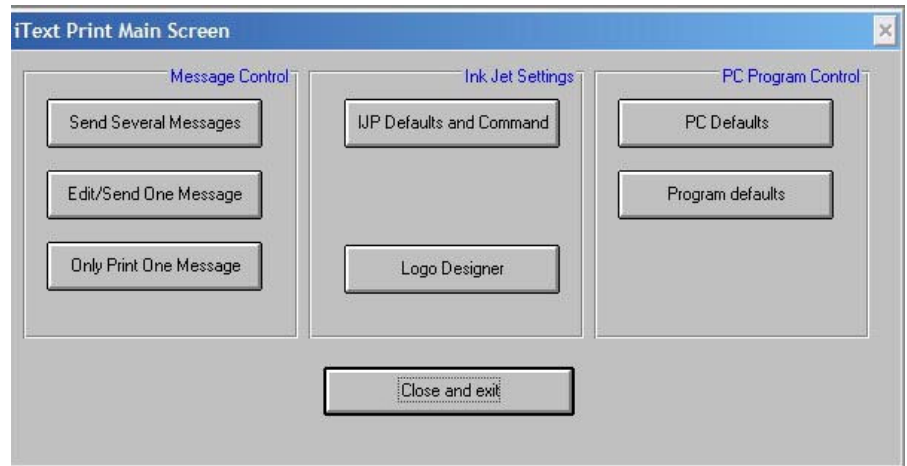 iText Print Main Screen
Message Control
Send Several Messages
Edit/Send One Message
Only Print One Message
Ink Jet Settings
IJP Defaults and Command
Logo Designer
PC Program Control
PC Defaults
Program defaults
Close and exit